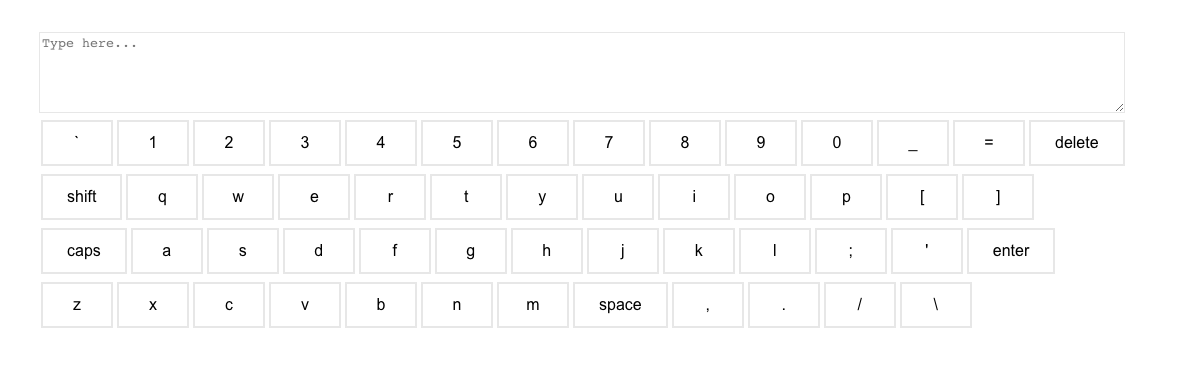 Type here...
` 1 2 3 4 5 6 7 8 9 0 _ = delete
shift q w e r t y u i o p [ ]
caps a s d f g h j k l ; ' enter
z x c v b n m space , . / \